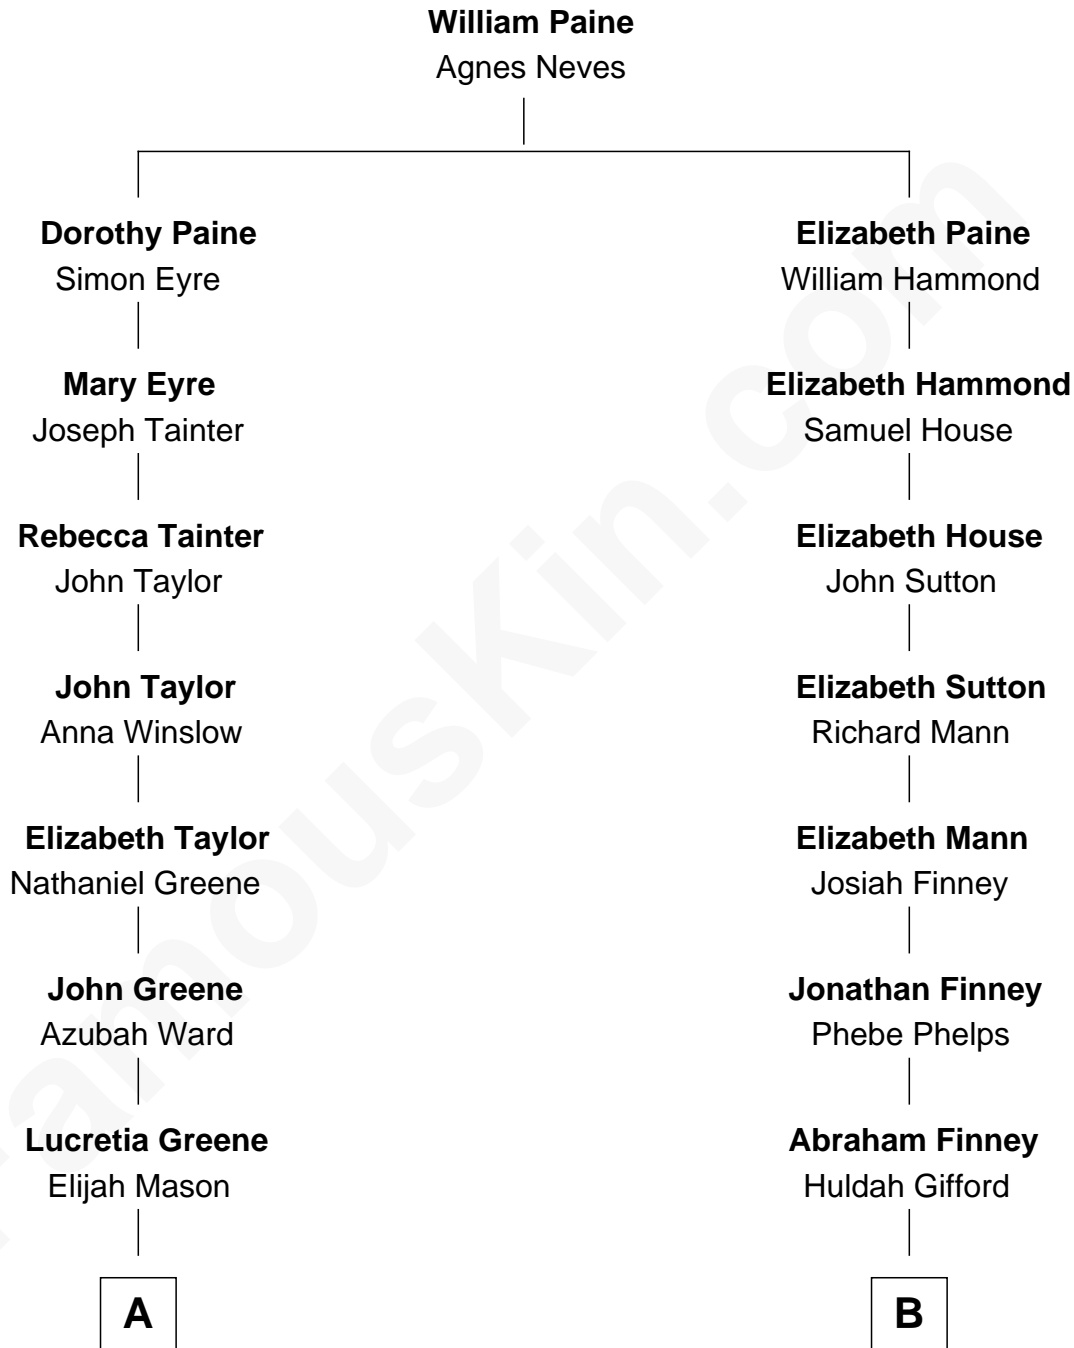 William Paine
Agnes Neves
Dorothy Paine
Simon Eyre
Elizabeth Paine
William Hammond
Mary Eyre
Joseph Tainter
Elizabeth Hammond
Samuel House
Rebecca Tainter
John Taylor
Elizabeth House
John Sutton
John Taylor
Anna Winslow
Elizabeth Sutton
Richard Mann
Elizabeth Taylor
Nathaniel Greene
Elizabeth Mann
Josiah Finney
John Greene
Azubah Ward
Jonathan Finney
Phebe Phelps
Lucretia Greene
Elijah Mason
Abraham Finney
Huldah Gifford
A
B
FamousKin.com